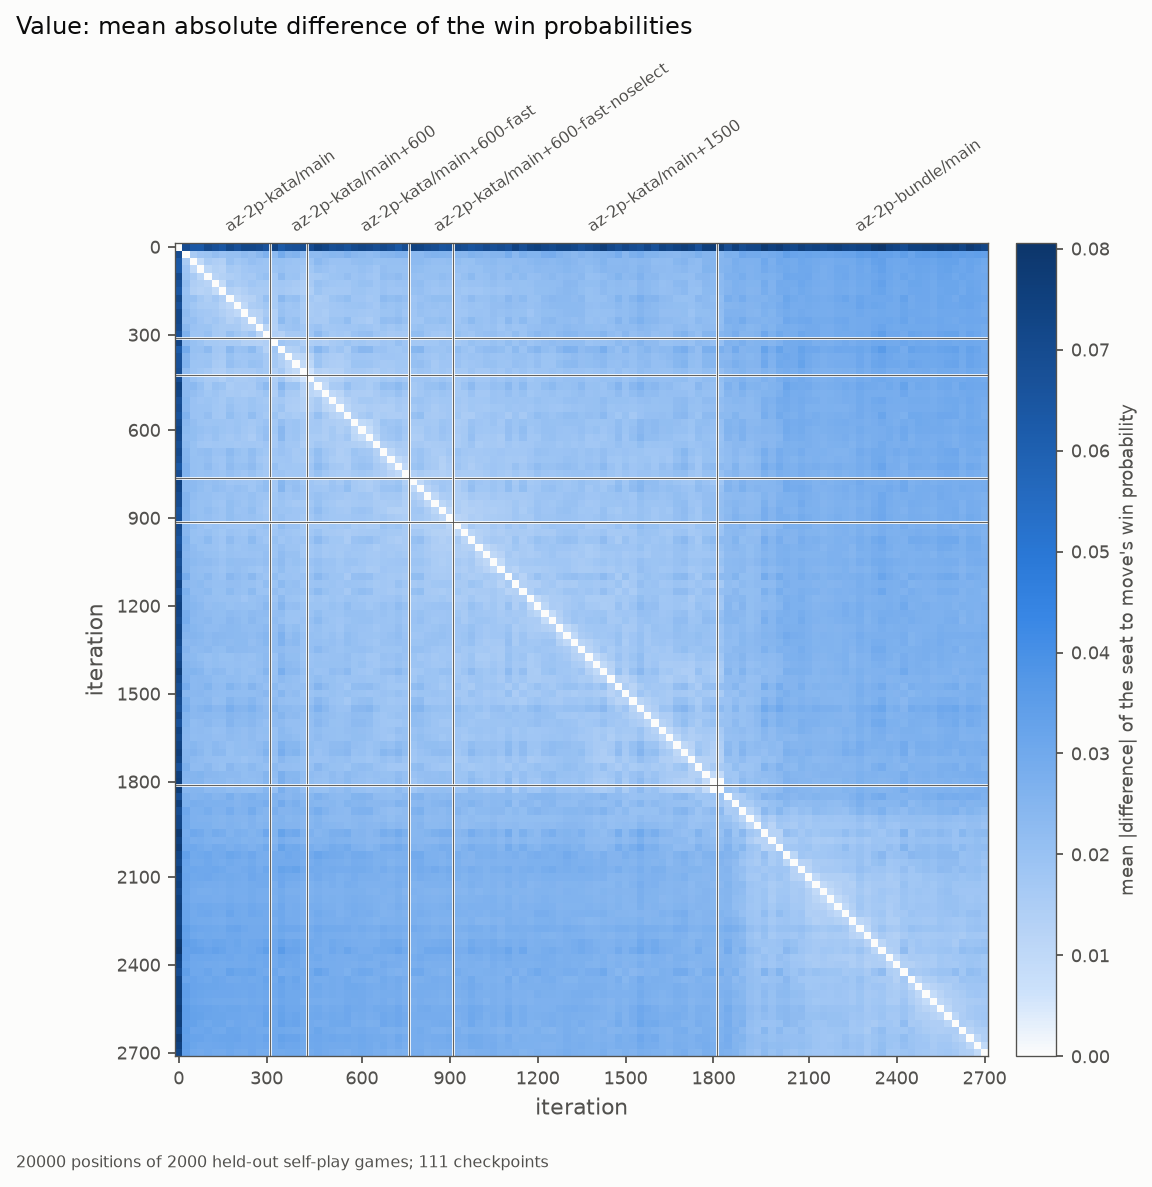 Value: mean absolute difference of the win probabilities
az-2p-kata/main
az-2p-kata/main+600
az-2p-kata/main+600-fast
az-2p-kata/main+600-fast-noselect
az-2p-kata/main+1500
az-2p-bundle/main
0
300
600
900
1200
1500
1800
2100
2400
2700
iteration
0
300
600
900
1200
1500
1800
2100
2400
2700
iteration
0.08
0.07
0.06
0.05
0.04
0.03
0.02
0.01
0.00
mean |difference| of the seat to move's win probability
20000 positions of 2000 held-out self-play games; 111 checkpoints